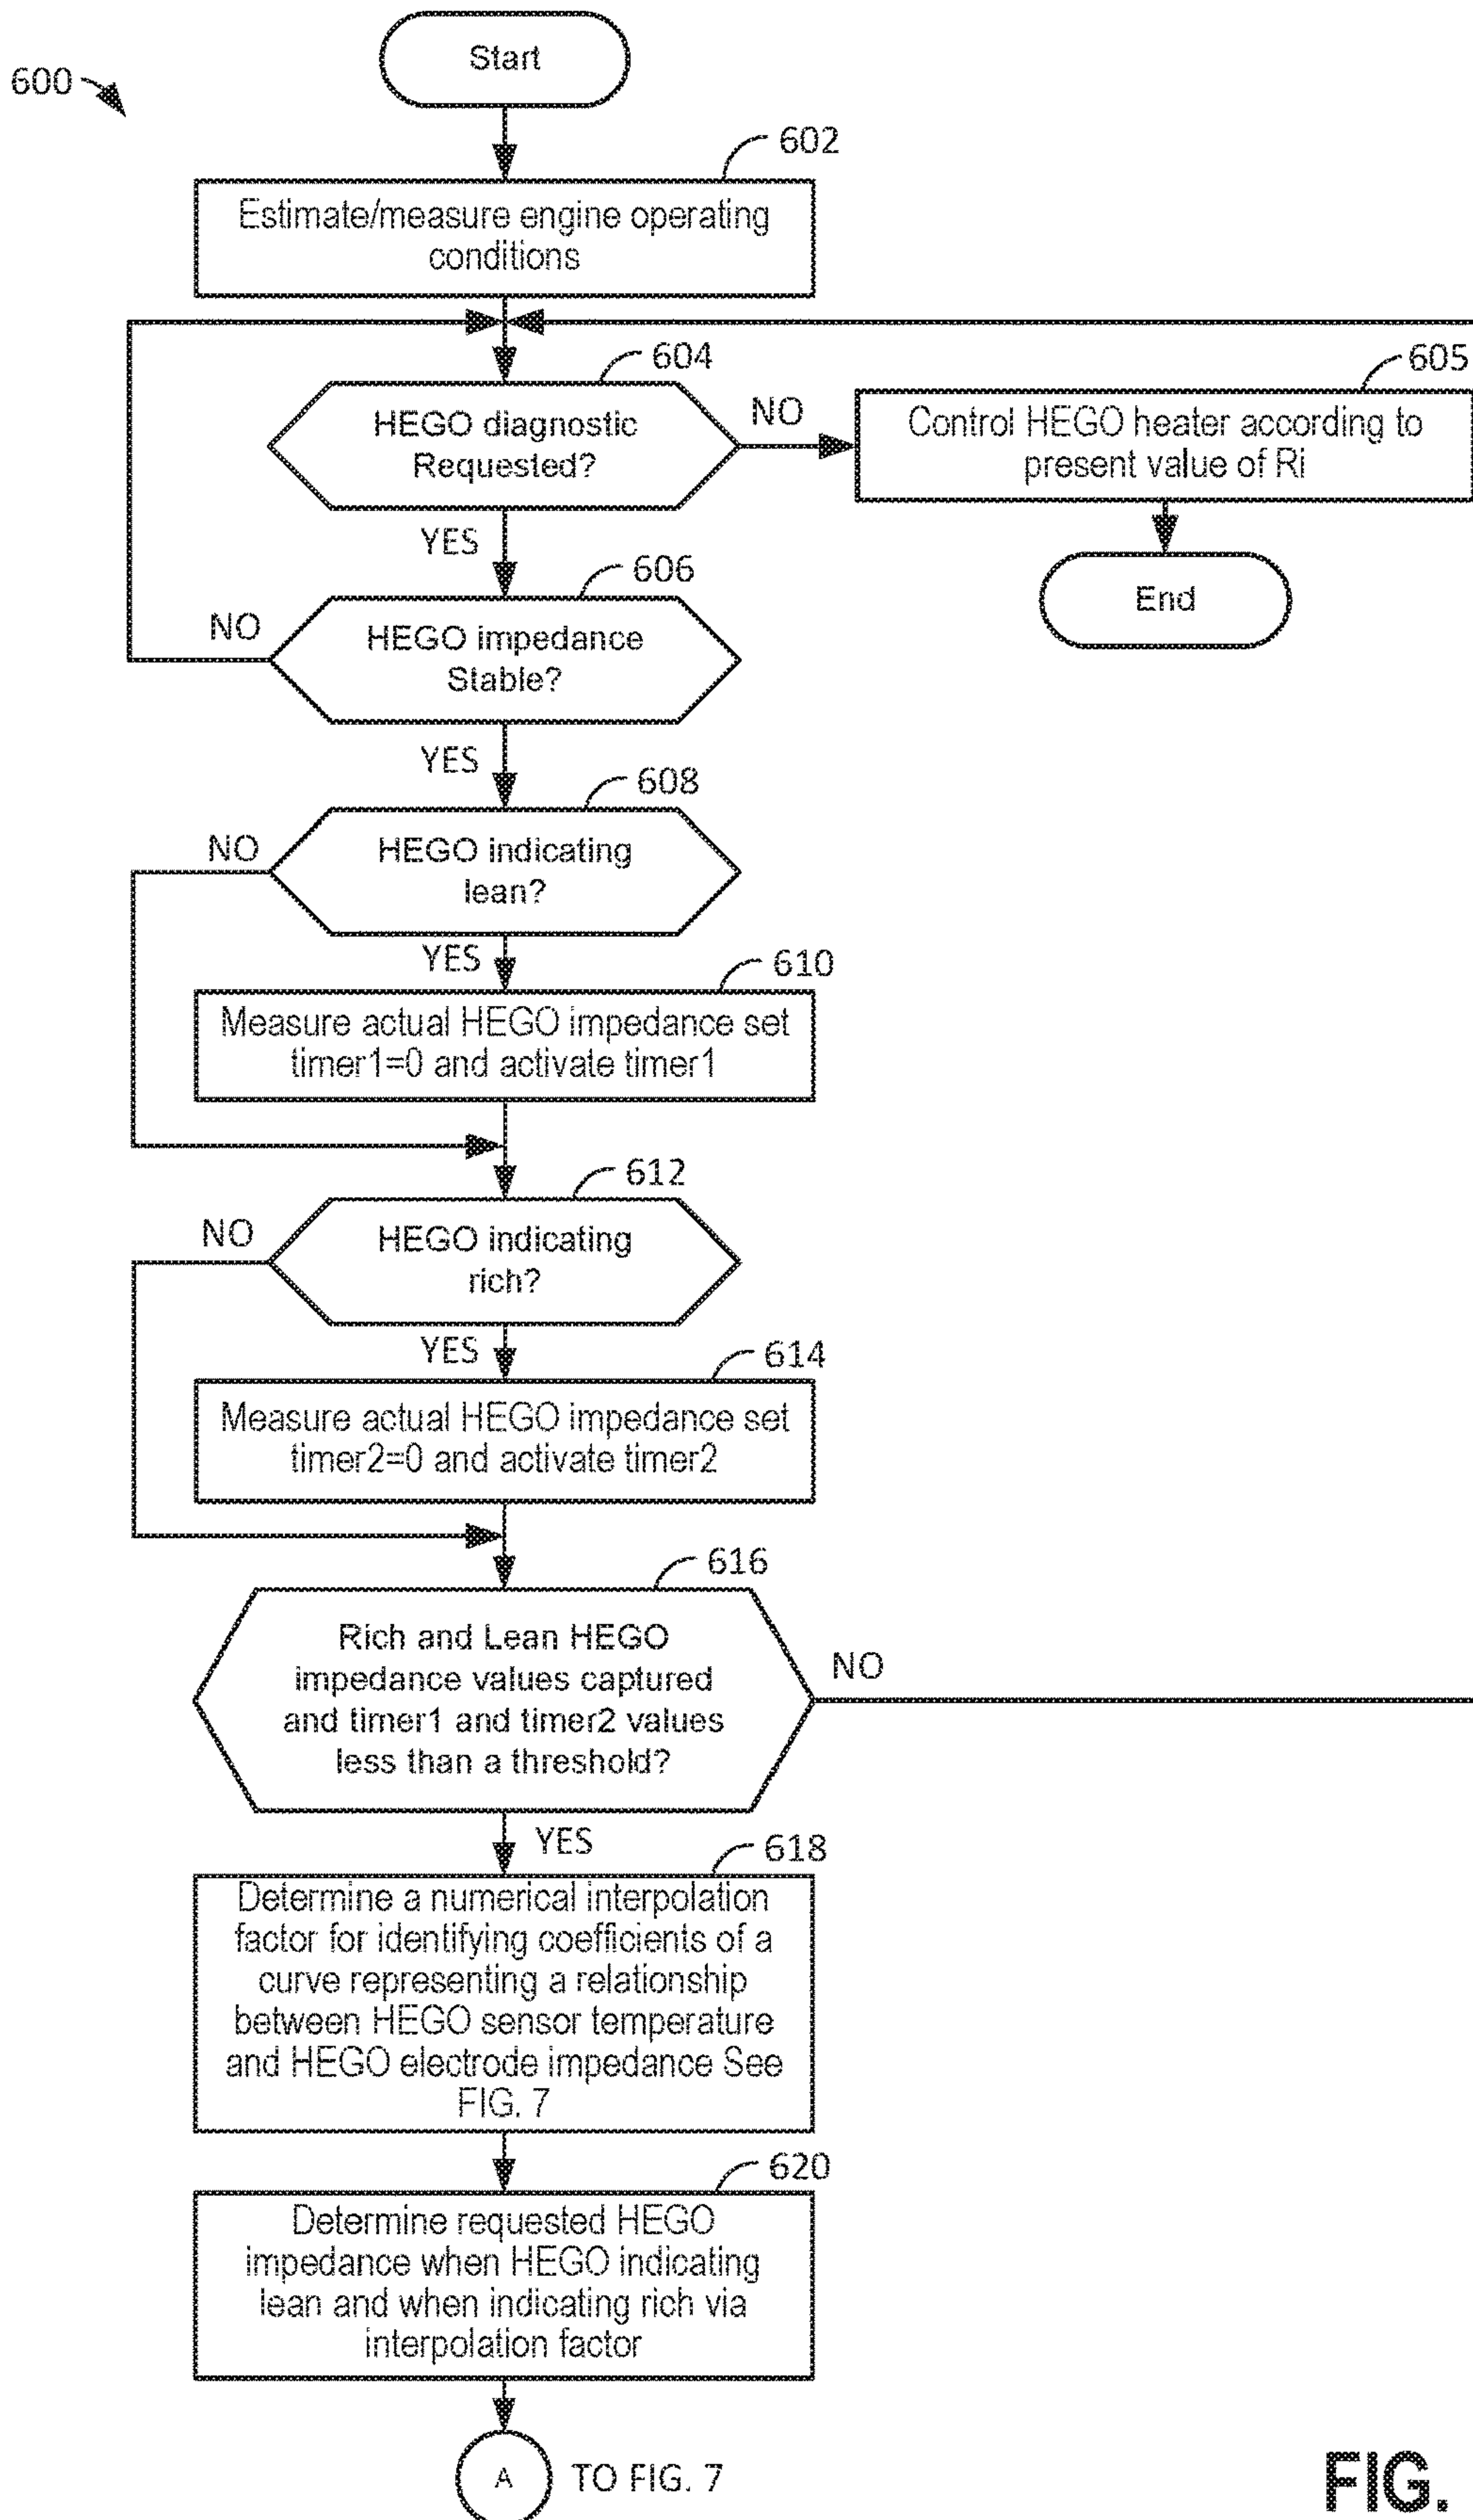 Start
600
602
Estimate/measure engine operating
conditions
604
HEGO diagnostic
Requested?
NO
605
Control HEGO heater according to
present value of Ri
End
YES
606
NO
HEGO impedance
Stable?
YES
608
NO
HEGO indicating
lean?
YES
610
Measure actual HEGO impedance set
timer1=0 and activate timer1
612
NO
HEGO indicating
rich?
YES
614
Measure actual HEGO impedance set
timer2=0 and activate timer2
616
Rich and Lean HEGO
impedance values captured
and timer1 and timer2 values
less than a threshold?
NO
YES
618
Determine a numerical interpolation
factor for identifying coefficients of a
curve representing a relationship
between HEGO sensor temperature
and HEGO electrode impedance See
FIG. 7
620
Determine requested HEGO
impedance when HEGO indicating
lean and when indicating rich via
interpolation factor
A
TO FIG. 7
FIG.